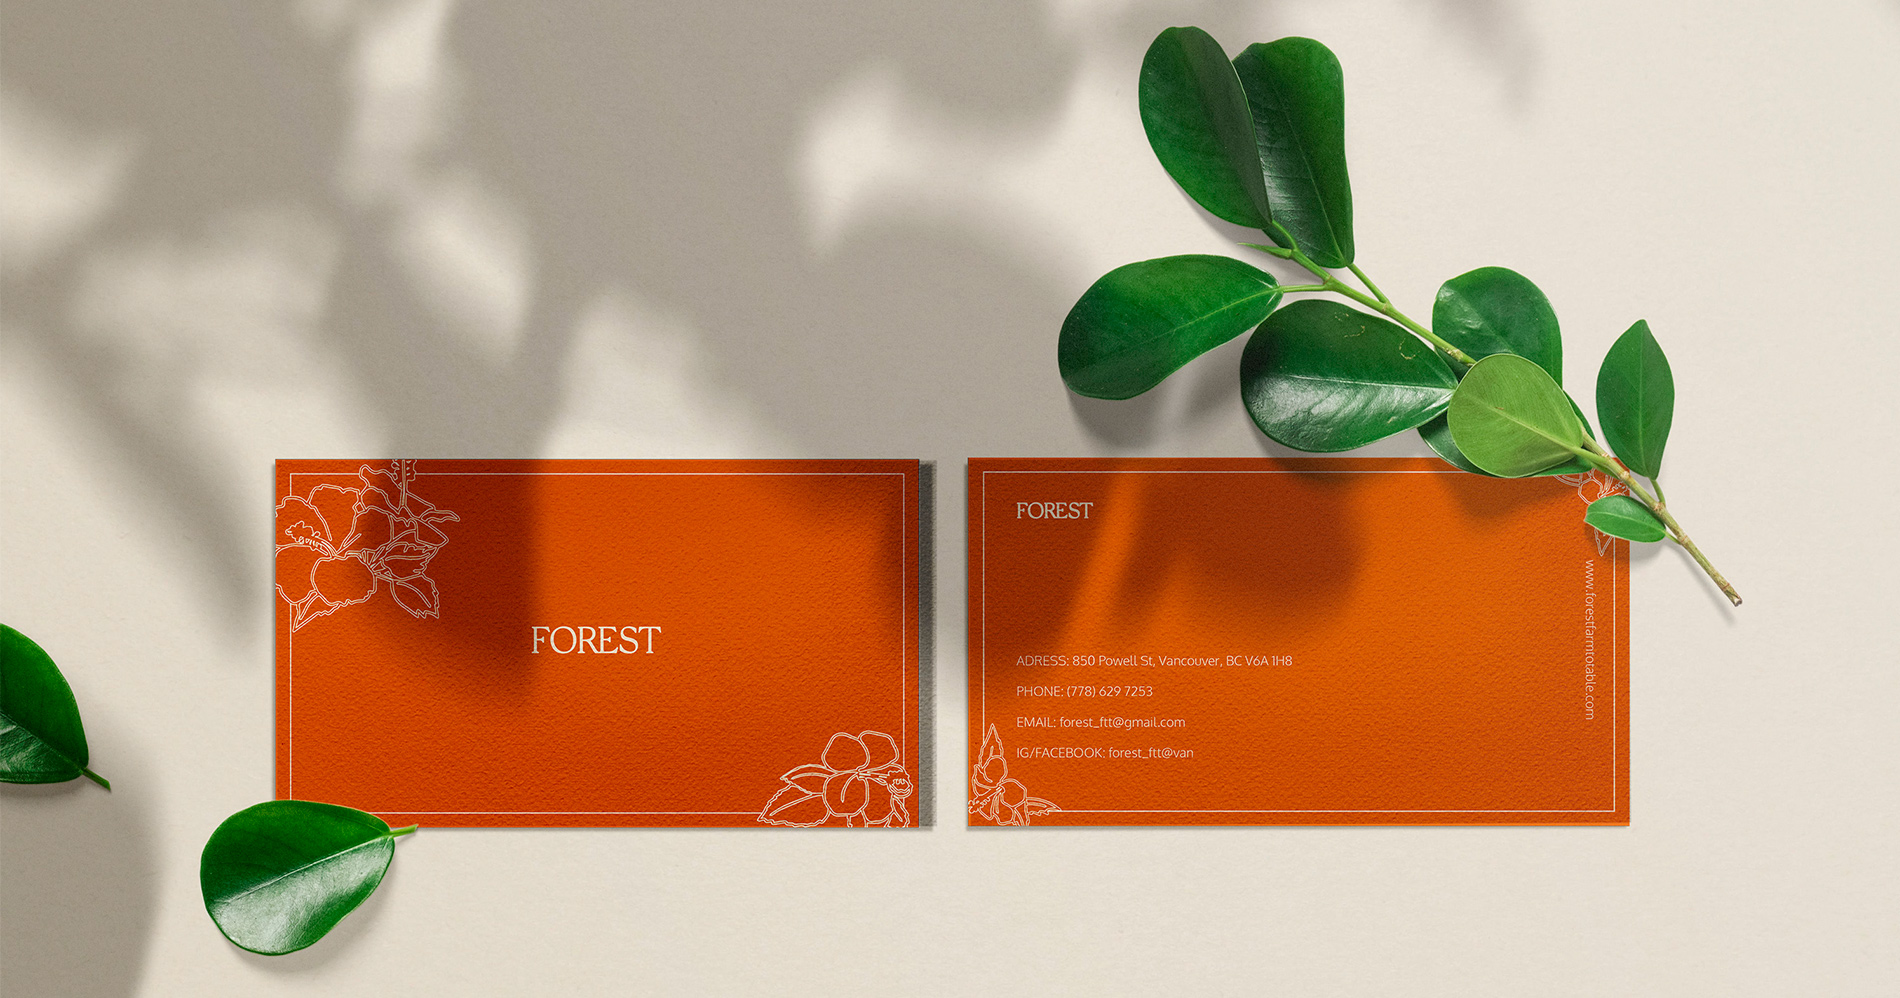 FOREST
FOREST
ADRESS: 850 Powell St, Vancouver, BC V6A 1H8
PHONE: (778) 629 7253
EMAIL: forest_ftt@gmail.com
IG/FACEBOOK: forest_ftt@van
www.forestfarmtotable.com